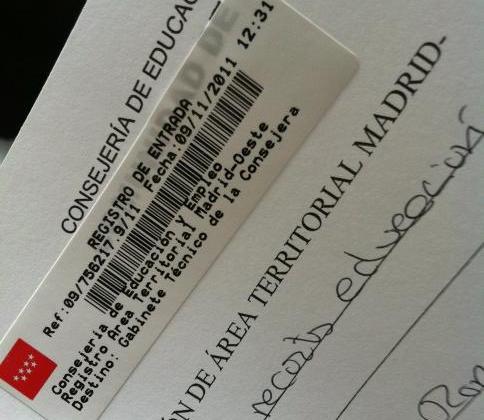 CONSEJERÍA DE EDUCAC
REGISTRO DE ENTRADA
Ref:09/756217.9/11 Fecha:09/11/2011 12:31
Consejería de Educación y Empleo
Registro Area Territorial Madrid-Oeste
Destino: Gabinete Técnico de la Consejera
ÓN DE ÁREA TERRITORIAL MADRID-